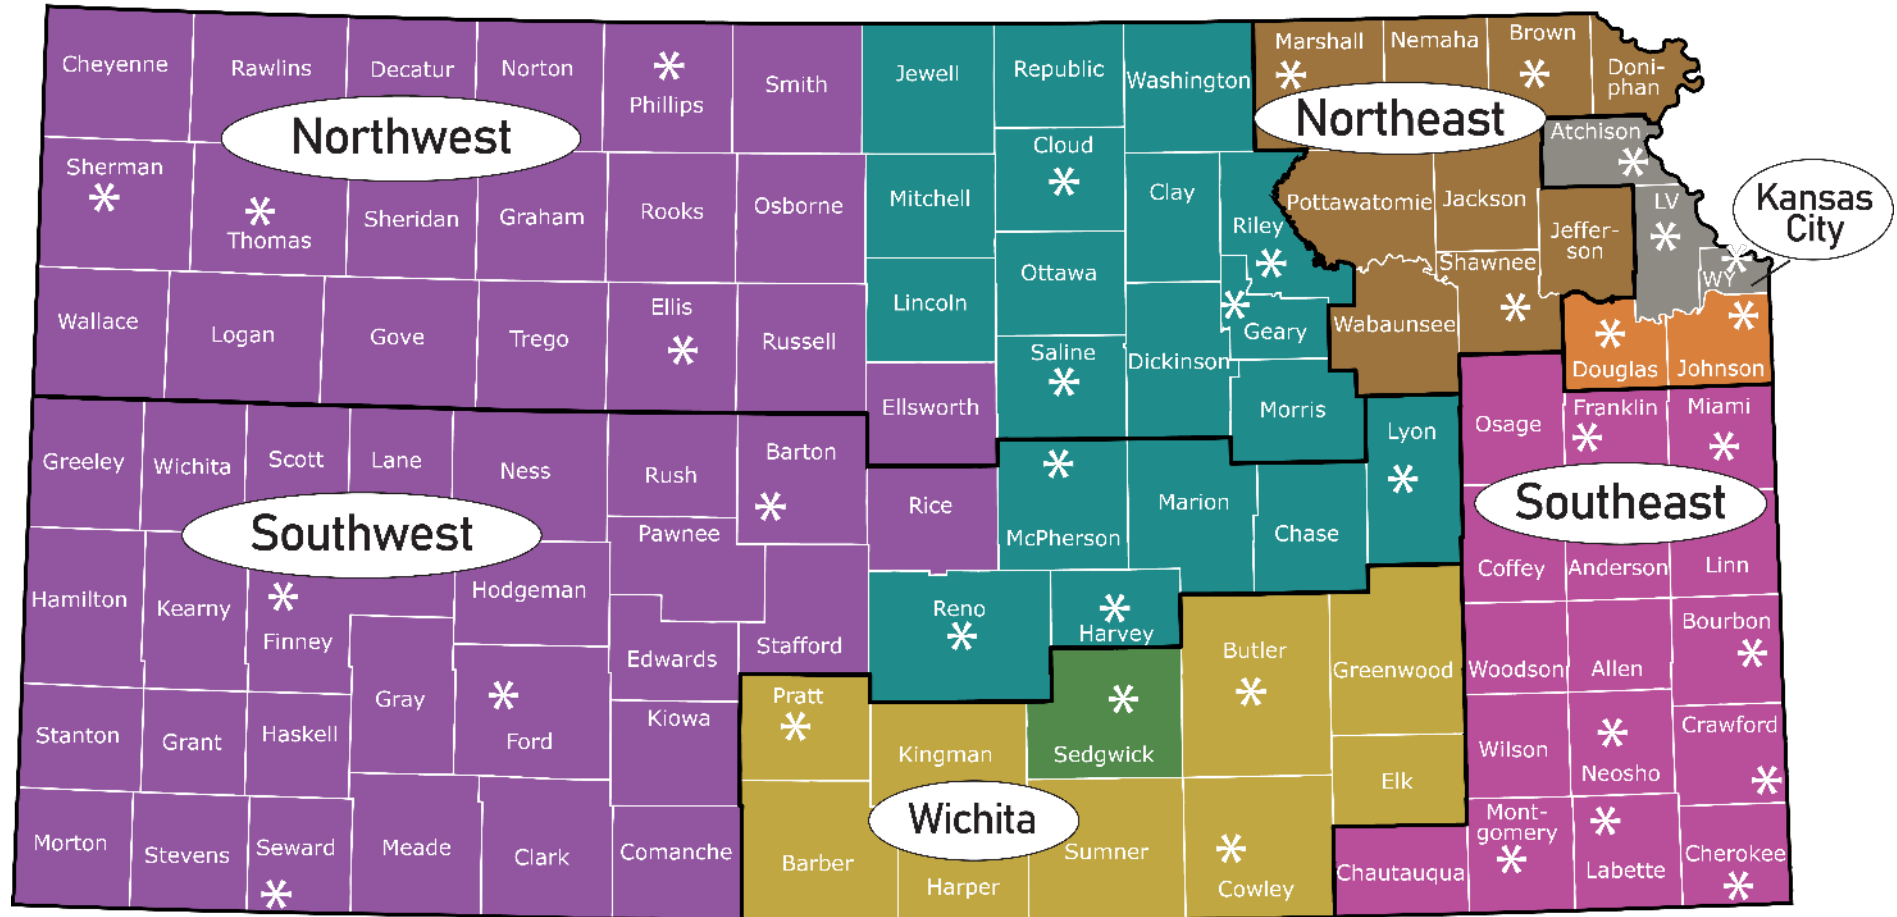 Cheyenne
Rawlins
Decatur
Norton
*
Phillips
Smith
Jewell
Republic
Washington
Marshall
*
Nemaha
Brown
*
Doni-
phan
Northwest
Northeast
Sherman
*
*
Thomas
Sheridan
Graham
Rooks
Osborne
Mitchell
Cloud
*
Clay
Riley
*
Pottawatomie
Jackson
Jeffer-
son
Atchison
*
LV
*
*
WY
Kansas
City
Wallace
Logan
Gove
Trego
Ellis
*
Russell
Lincoln
Ottawa
Saline
*
Dickinson
*
Geary
Wabaunsee
Shawnee
*
*
Douglas
*
Johnson
Ellsworth
Morris
Lyon
*
Osage
Franklin
*
Miami
*
Greeley
Wichita
Scott
Lane
Ness
Rush
Barton
*
Rice
*
McPherson
Marion
Chase
Southwest
Southeast
Pawnee
Hamilton
Kearny
*
Finney
Hodgeman
Edwards
Stafford
Reno
*
*
Harvey
Butler
*
Greenwood
Coffey
Anderson
Linn
Woodson
Allen
Bourbon
*
Stanton
Grant
Haskell
Gray
*
Ford
Kiowa
Pratt
*
Kingman
*
Sedgwick
Elk
Wilson
*
Neosho
Crawford
*
Morton
Stevens
Seward
*
Meade
Clark
Comanche
Wichita
Barber
Harper
Sumner
*
Cowley
Chautauqua
Mont-
gomery
*
*
Labette
Cherokee
*